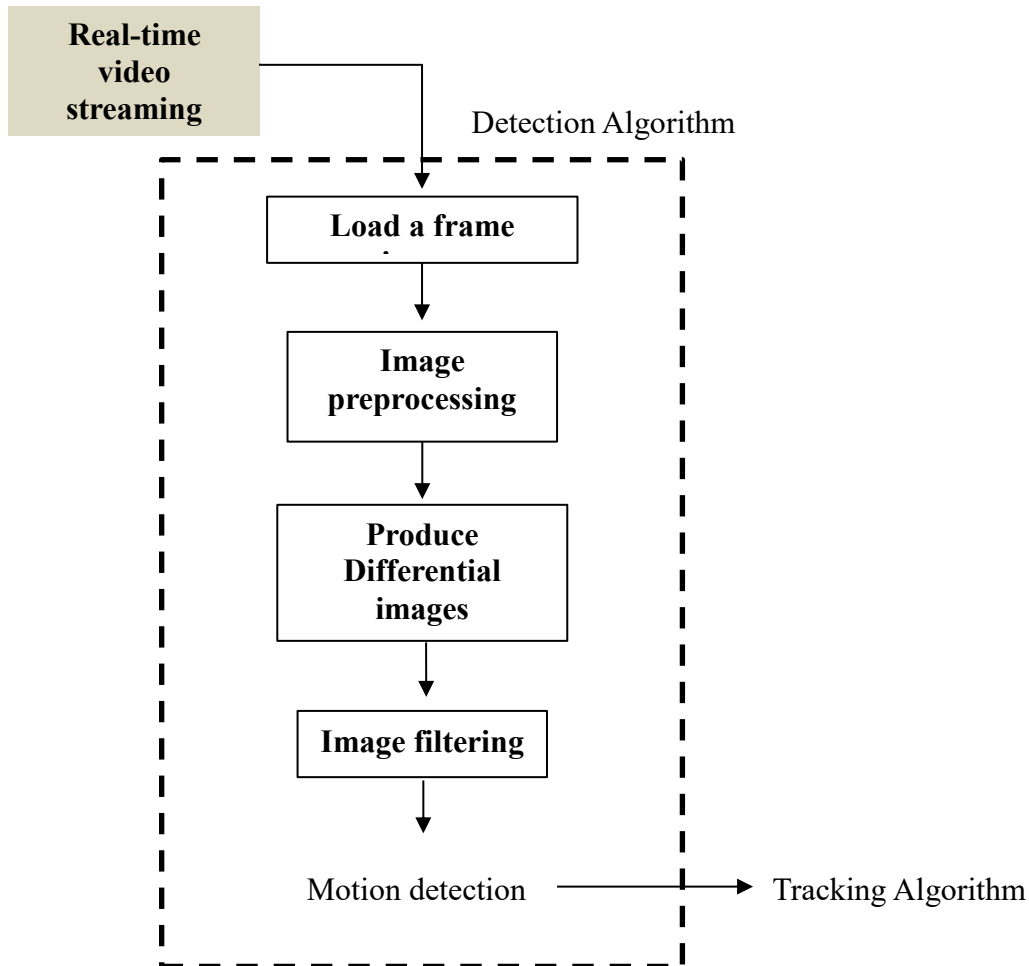 Real-time
video
streaming
Detection Algorithm
Load a frame
Image
preprocessing
Produce
Differential
images
Image filtering
Motion detection
Tracking Algorithm